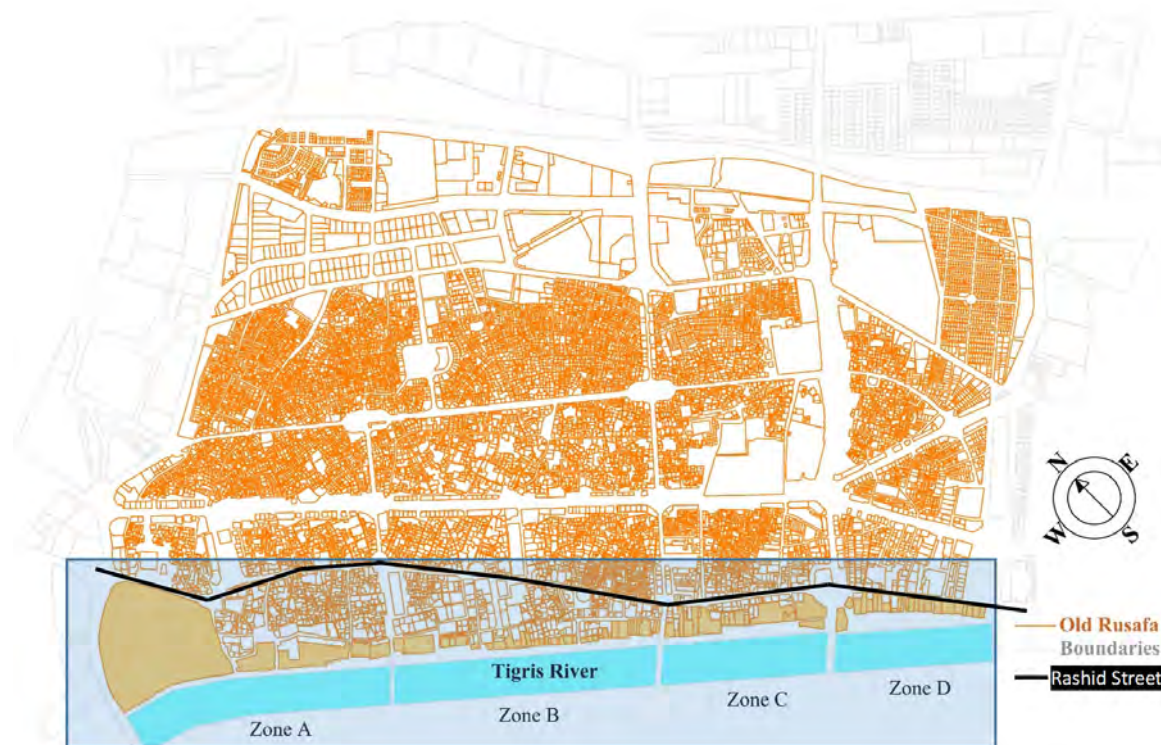 N
E
W
S
Old Rusafa
Boundaries
Rashid Street
Tigris River
Zone A
Zone B
Zone C
Zone D